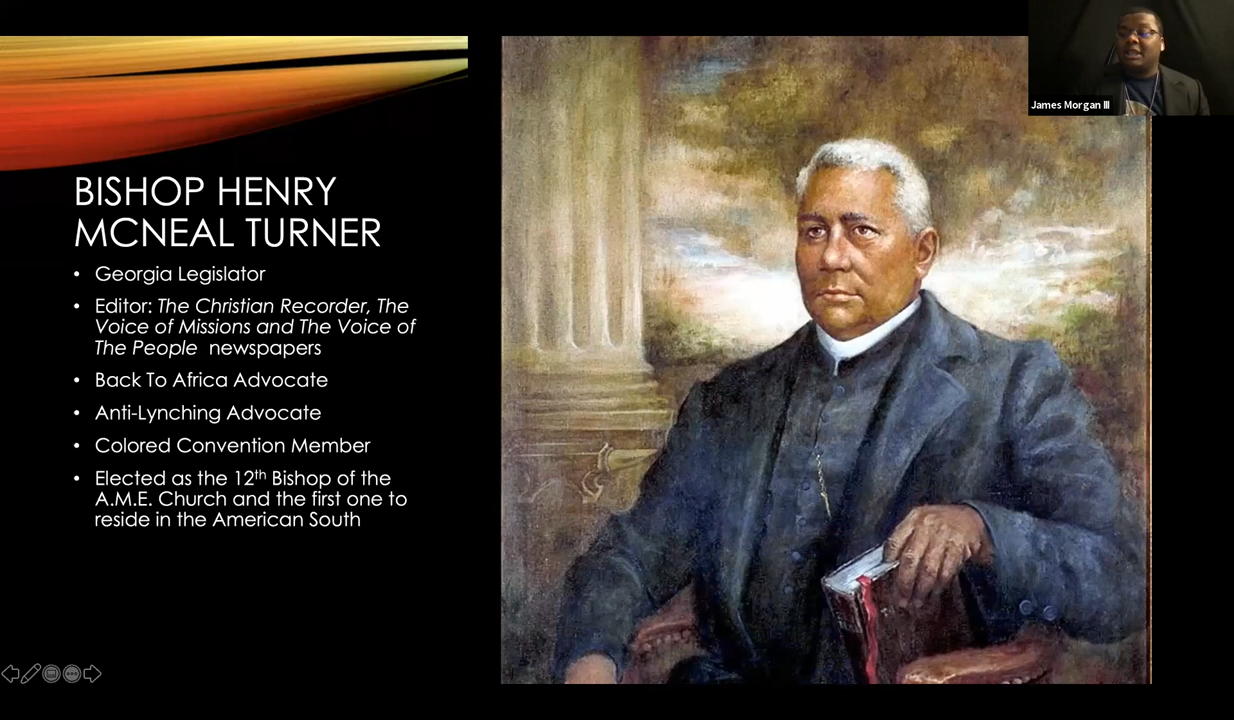 James Morgan III
BISHOP HENRY
MCNEAL TURNER
• Georgia Legislator
• Editor: The Christian Recorder, The
Voice of Missions and The Voice of
The People newspapers
• Back To Africa Advocate
• Anti-Lynching Advocate
• Colored Convention Member
• Elected as the 12th Bishop of the
A.M.E. Church and the first one to
reside in the American South